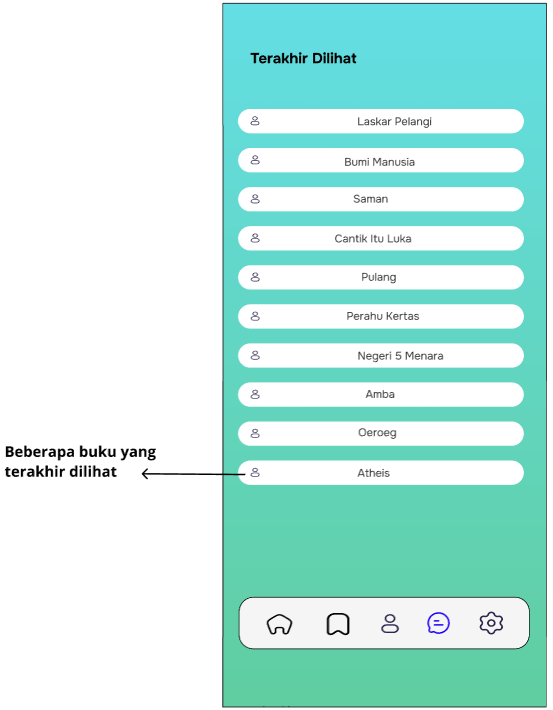 Terakhir Dilihat
Laskar Pelangi
Bumi Manusia
Saman
Cantik Itu Luka
Pulang
Perahu Kertas
Negeri 5 Menara
Amba
Oeroeg
Atheis
Beberapa buku yang
terakhir dilihat